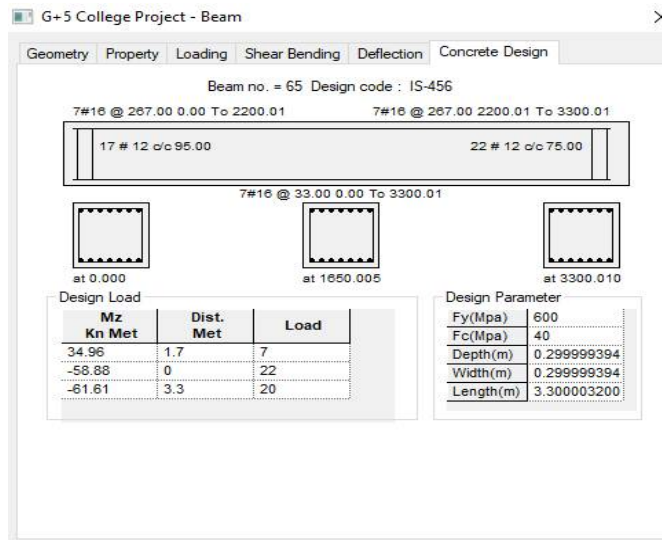 G+5 College Project - Beam
Geometry Property Loading Shear Bending Deflection Concrete Design
Beam no. = 65 Design code : IS-456
7#16 @ 267.00 0.00 To 2200.01 7#16 @ 267.00 2200.01 To 3300.01
17 # 12 c/c 95.00 22 # 12 c/c 75.00
7#16 @ 33.00 0.00 To 3300.01
at 0.000 at 1650.005 at 3300.010
Design Load
Mz Kn Met Dist. Met Load
34.96 1.7 7
-58.88 0 22
-61.61 3.3 20
Design Parameter
Fy(Mpa) 600
Fc(Mpa) 40
Depth(m) 0.299999394
Width(m) 0.299999394
Length(m) 3.300003200